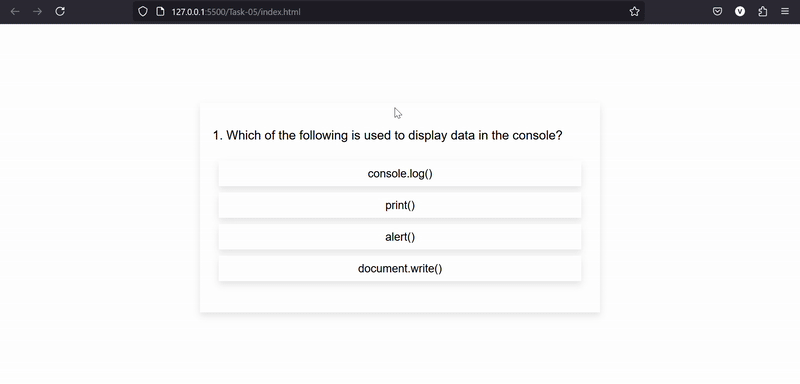 127.0.0.1:5500/Task-05/index.html
V
1. Which of the following is used to display data in the console?
console.log()
print()
alert()
document.write()